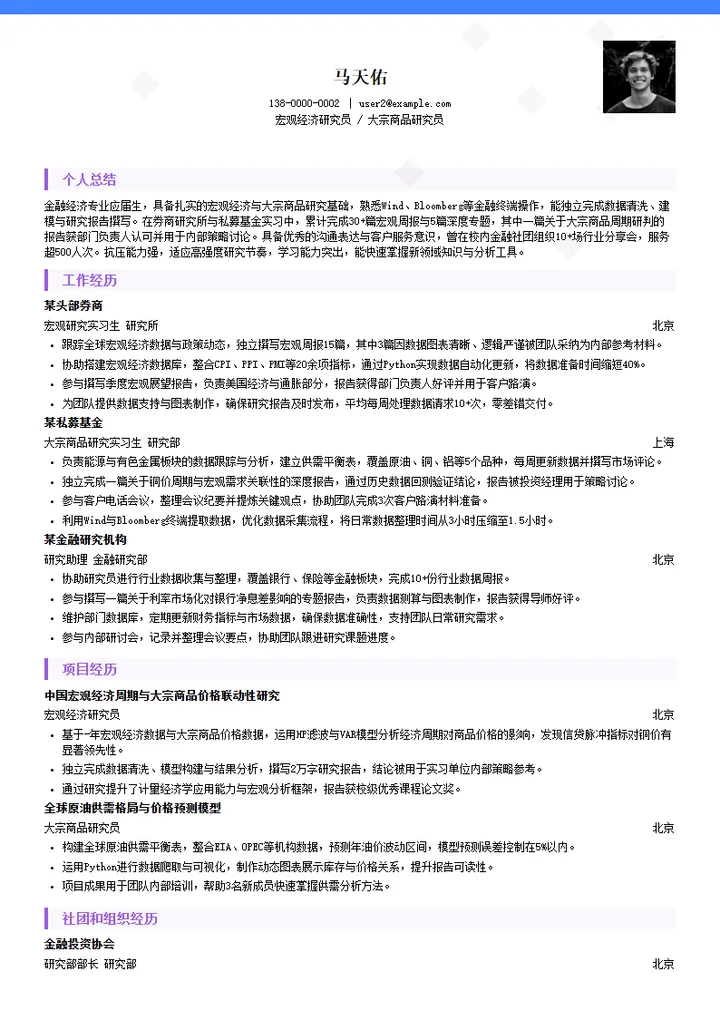 马天佑
138-0000-0002 | user2@example.com
宏观经济研究员 / 大宗商品研究员
个人总结
金融经济专业应届生，具备扎实的宏观经济与大宗商品研究基础，熟悉Wind、Bloomberg等金融终端操作，能独立完成数据清洗、建
模与研究报告撰写。在券商研究所与私募基金实习中，累计完成30+篇宏观周报与5篇深度专题，其中一篇关于大宗商品周期研判的
报告获部门负责人认可并用于内部策略讨论。具备优秀的沟通表达与客户服务意识，曾在校内金融社团组织10+场行业分享会，服务
超500人次。抗压能力强，适应高强度研究节奏，学习能力突出，能快速掌握新领域知识与分析工具。
工作经历
某头部券商
宏观研究实习生 研究所 北京
• 跟踪全球宏观经济数据与政策动态，独立撰写宏观周报15篇，其中3篇因数据图表清晰、逻辑严谨被团队采纳为内部参考材料。
• 协助搭建宏观经济数据库，整合CPI、PPI、PMI等20余项指标，通过Python实现数据自动化更新，将数据准备时间缩短40%。
• 参与撰写季度宏观展望报告，负责美国经济与通胀部分，报告获得部门负责人好评并用于客户路演。
• 为团队提供数据支持与图表制作，确保研究报告及时发布，平均每周处理数据请求10+次，零差错交付。
某私募基金
大宗商品研究实习生 研究部 上海
• 负责能源与有色金属板块的数据跟踪与分析，建立供需平衡表，覆盖原油、铜、铝等5个品种，每周更新数据并撰写市场评论。
• 独立完成一篇关于铜价周期与宏观需求关联性的深度报告，通过历史数据回测验证结论，报告被投资经理用于策略讨论。
• 参与客户电话会议，整理会议纪要并提炼关键观点，协助团队完成3次客户路演材料准备。
• 利用Wind与Bloomberg终端提取数据，优化数据采集流程，将日常数据整理时间从3小时压缩至1.5小时。
某金融研究机构
研究助理 金融研究部 北京
• 协助研究员进行行业数据收集与整理，覆盖银行、保险等金融板块，完成10+份行业数据周报。
• 参与撰写一篇关于利率市场化对银行净息差影响的专题报告，负责数据测算与图表制作，报告获得导师好评。
• 维护部门数据库，定期更新财务指标与市场数据，确保数据准确性，支持团队日常研究需求。
• 参与内部研讨会，记录并整理会议要点，协助团队跟进研究课题进度。
项目经历
中国宏观经济周期与大宗商品价格联动性研究
宏观经济研究员 北京
• 基于-年宏观经济数据与大宗商品价格数据，运用HP滤波与VAR模型分析经济周期对商品价格的影响，发现信贷脉冲指标对铜价有
显著领先性。
• 独立完成数据清洗、模型构建与结果分析，撰写2万字研究报告，结论被用于实习单位内部策略参考。
• 通过研究提升了计量经济学应用能力与宏观分析框架，报告获校级优秀课程论文奖。
全球原油供需格局与价格预测模型
大宗商品研究员 北京
• 构建全球原油供需平衡表，整合EIA、OPEC等机构数据，预测年油价波动区间，模型预测误差控制在5%以内。
• 运用Python进行数据爬取与可视化，制作动态图表展示库存与价格关系，提升报告可读性。
• 项目成果用于团队内部培训，帮助3名新成员快速掌握供需分析方法。
社团和组织经历
金融投资协会
研究部部长 研究部 北京